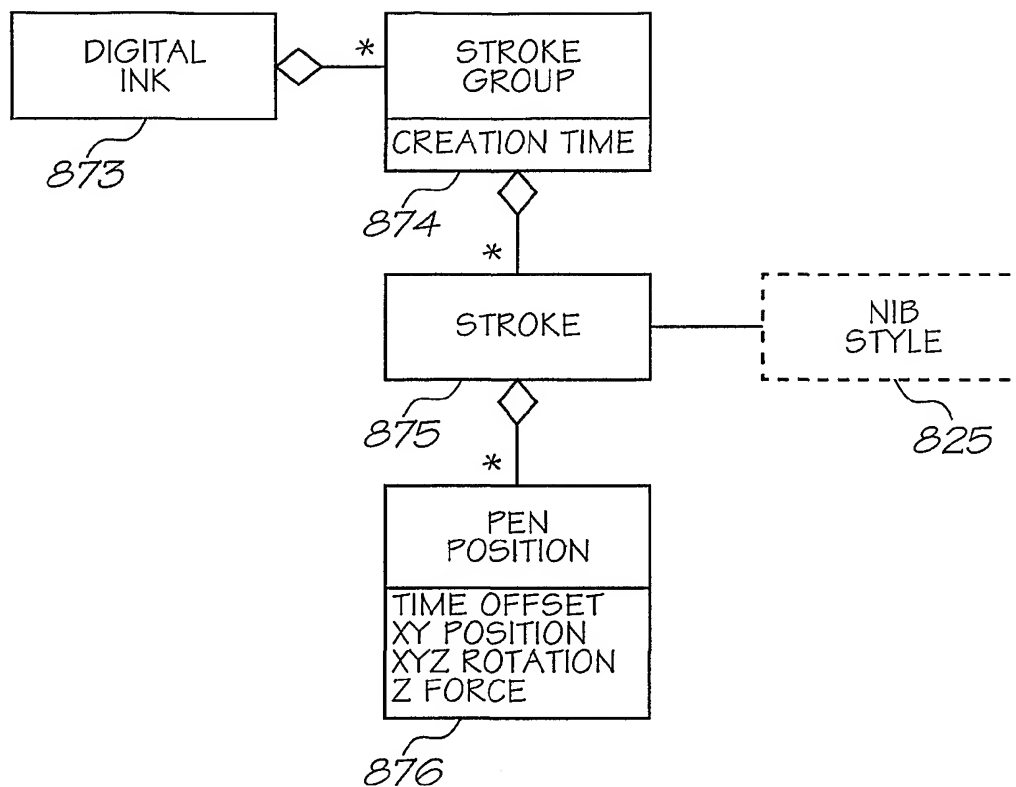 DIGITAL
INK
873
*
STROKE
GROUP
CREATION TIME
874
*
STROKE
875
NIB
STYLE
825
*
PEN
POSITION
TIME OFFSET
XY POSITION
XYZ ROTATION
Z FORCE
876